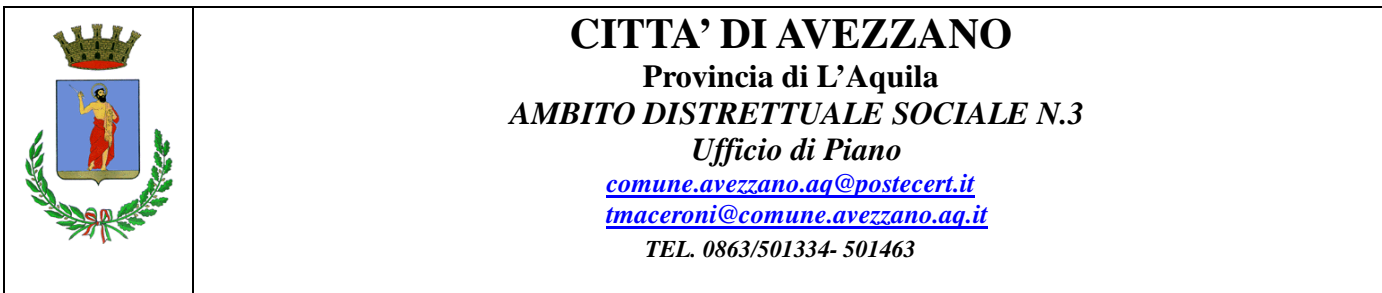 CITTA' DI AVEZZANO
Provincia di L'Aquila
AMBITO DISTRETTUALE SOCIALE N.3
Ufficio di Piano
comune.avezzano.aq@postecert.it
tmaceroni@comune.avezzano.aq.it
TEL. 0863/501334- 501463